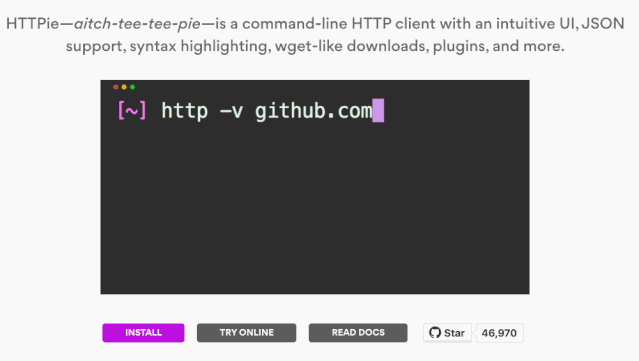 HTTPie—aitch-tee-tee-pie—is a command-line HTTP client with an intuitive UI, JSON
support, syntax highlighting, wget-like downloads, plugins, and more.
[~] http -v github.com
INSTALL
TRY ONLINE
READ DOCS
Star
46,970